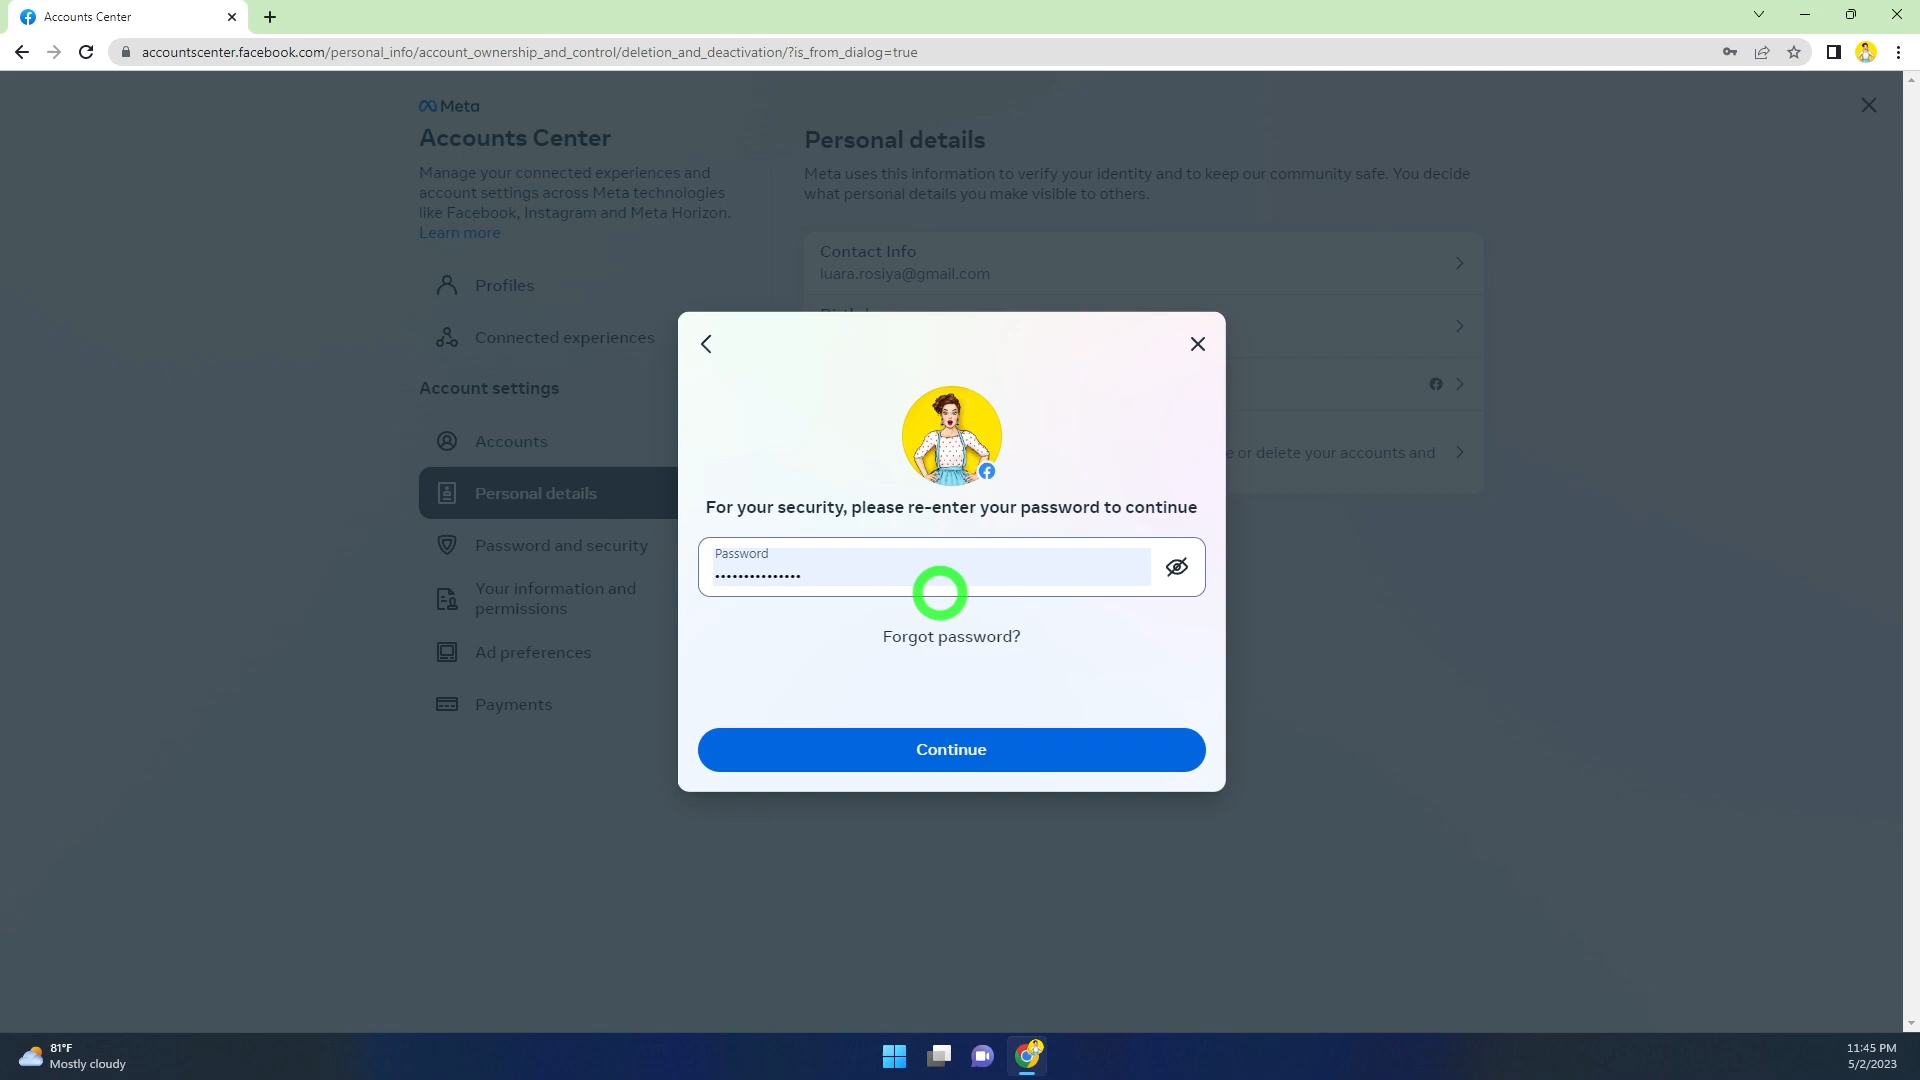 Accounts Center
accountscenter.facebook.com/personal_info/account_ownership_and_control/deletion_and_deactivation/?is_from_dialog=true
Meta
Accounts Center
Manage your connected experiences and
account settings across Meta technologies
like Facebook, Instagram and Meta Horizon.
Learn more
Profiles
Connected experiences
Account settings
Accounts
Personal details
Password and security
Your information and
permissions
Ad preferences
Payments
Personal details
Meta uses this information to verify your identity and to keep our community safe. You decide
what personal details you make visible to others.
Contact Info
luara.rosiya@gmail.com
e or delete your accounts and
For your security, please re-enter your password to continue
Password
•••••••••••••••
Forgot password?
Continue
81°F
Mostly cloudy
11:45 PM
5/2/2023